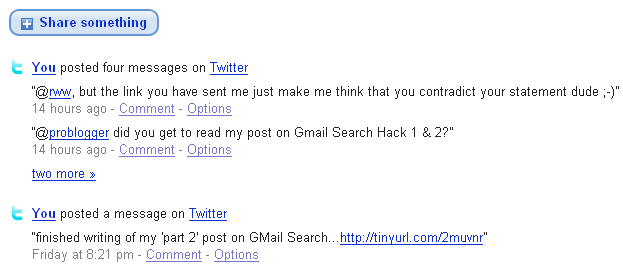 Share something
You posted four messages on Twitter
"@rww, but the link you have sent me just make me think that you contradict your statement dude ;-)"
14 hours ago - Comment - Options
"@problogger did you get to read my post on Gmail Search Hack 1 & 2?"
14 hours ago - Comment - Options
two more »
You posted a message on Twitter
"finished writing of my 'part 2' post on GMail Search...http://tinyurl.com/2muvnr"
Friday at 8:21 pm - Comment - Options